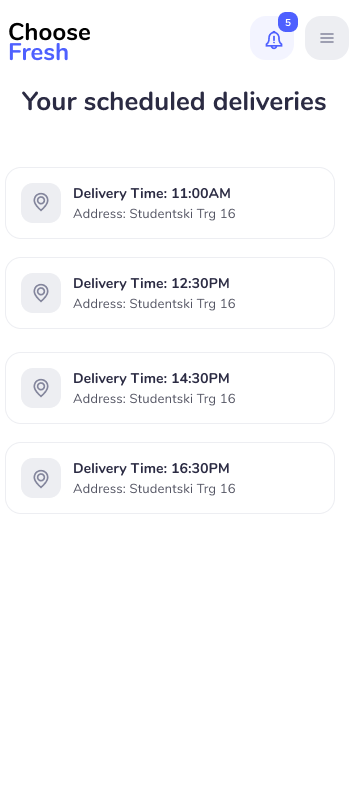 Choose
Fresh
5
Your scheduled deliveries
Delivery Time: 11:00AM
Address: Studentski Trg 16
Delivery Time: 12:30PM
Address: Studentski Trg 16
Delivery Time: 14:30PM
Address: Studentski Trg 16
Delivery Time: 16:30PM
Address: Studentski Trg 16